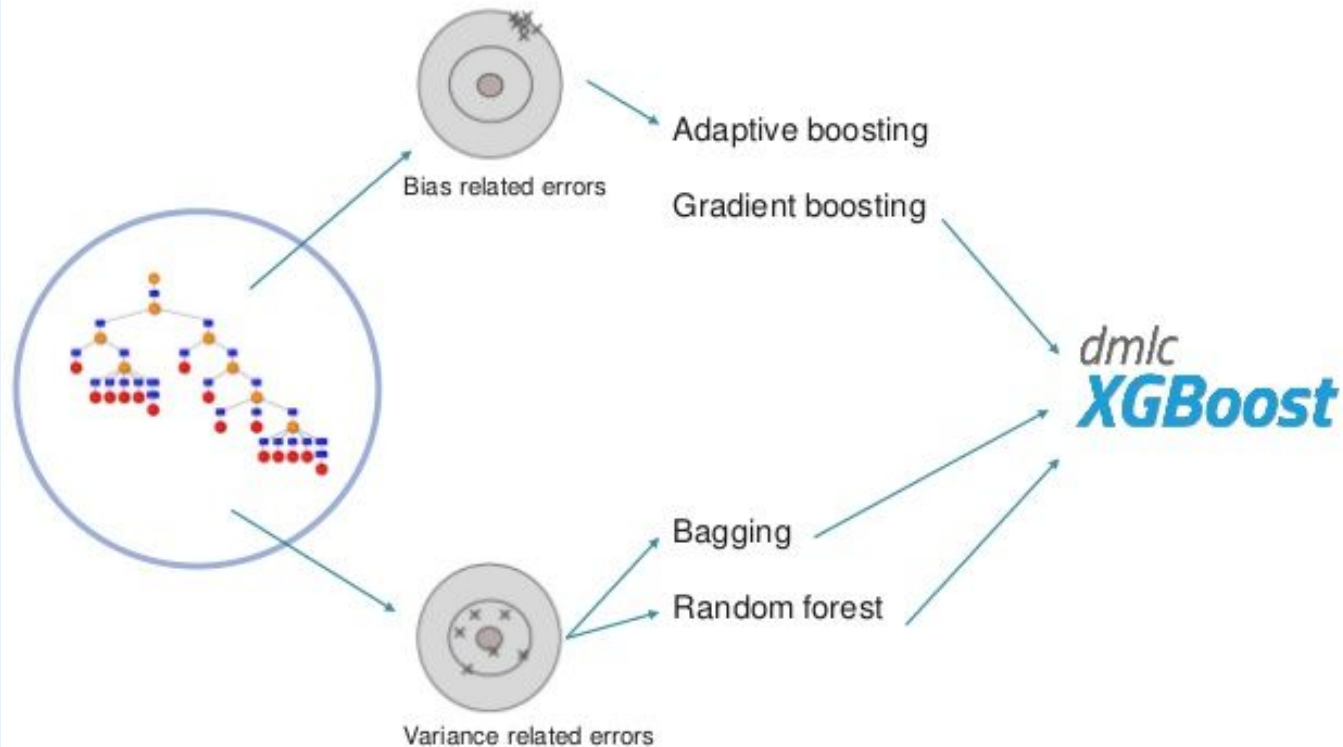 Adaptive boosting
Bias related errors
Gradient boosting
dmlc
XGBoost
Bagging
Random forest
Variance related errors